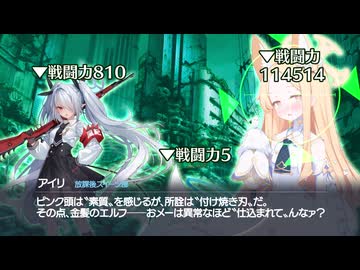 ▼戦闘力810
▼戦闘力
114514
▼戦闘力5
アイリ 放課後スイーツ部
ピンク頭は〝素質〟を感じるが、所詮は〝付け焼き刃〟だ。
その点、金髪のエルフ――おメーは異常なほど〝仕込まれて〟んなァ？